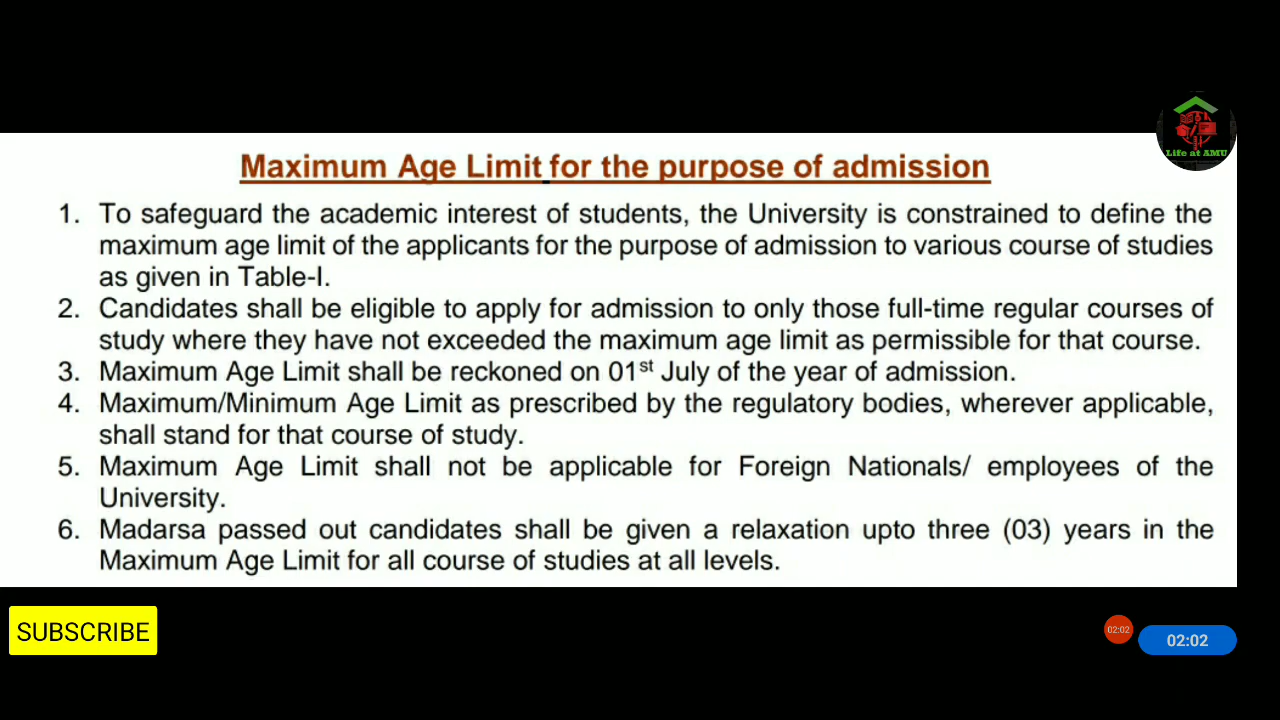 Life at AMU
Maximum Age Limit for the purpose of admission
1. To safeguard the academic interest of students, the University is constrained to define the
maximum age limit of the applicants for the purpose of admission to various course of studies
as given in Table-I.
2. Candidates shall be eligible to apply for admission to only those full-time regular courses of
study where they have not exceeded the maximum age limit as permissible for that course.
3. Maximum Age Limit shall be reckoned on 01st July of the year of admission.
4. Maximum/Minimum Age Limit as prescribed by the regulatory bodies, wherever applicable,
shall stand for that course of study.
5. Maximum Age Limit shall not be applicable for Foreign Nationals/ employees of the
University.
6. Madarsa passed out candidates shall be given a relaxation upto three (03) years in the
Maximum Age Limit for all course of studies at all levels.
SUBSCRIBE
02:02
02:02